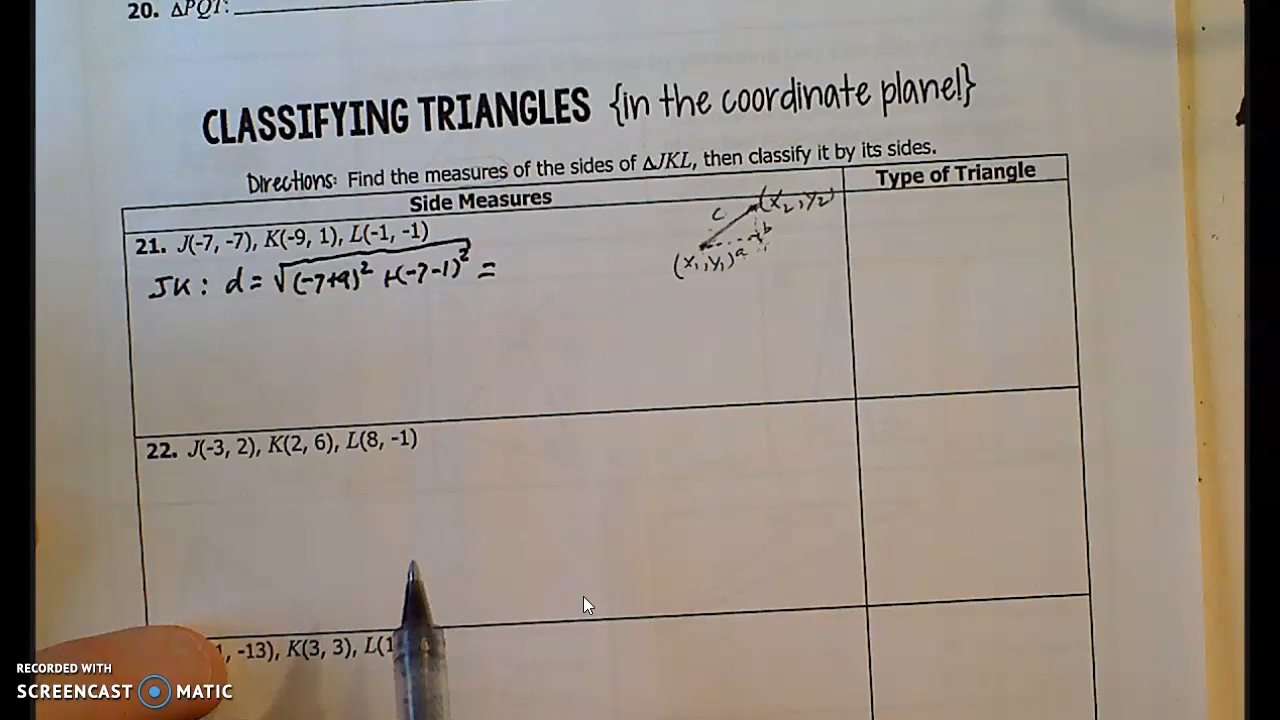 20. ΔPQT:
CLASSIFYING TRIANGLES {in the coordinate plane!}
Directions: Find the measures of the sides of ΔJKL, then classify it by its sides.
Side Measures
Type of Triangle
21. J(-7, -7), K(-9, 1), L(-1, -1)
c
(x₂, y₂)
b
(x₁, y₁)
a
JK : d = √(-7+9)² + (-7-1)² =
22. J(-3, 2), K(2, 6), L(8, -1)
, -13), K(3, 3), L(1
RECORDED WITH
SCREENCAST MATIC